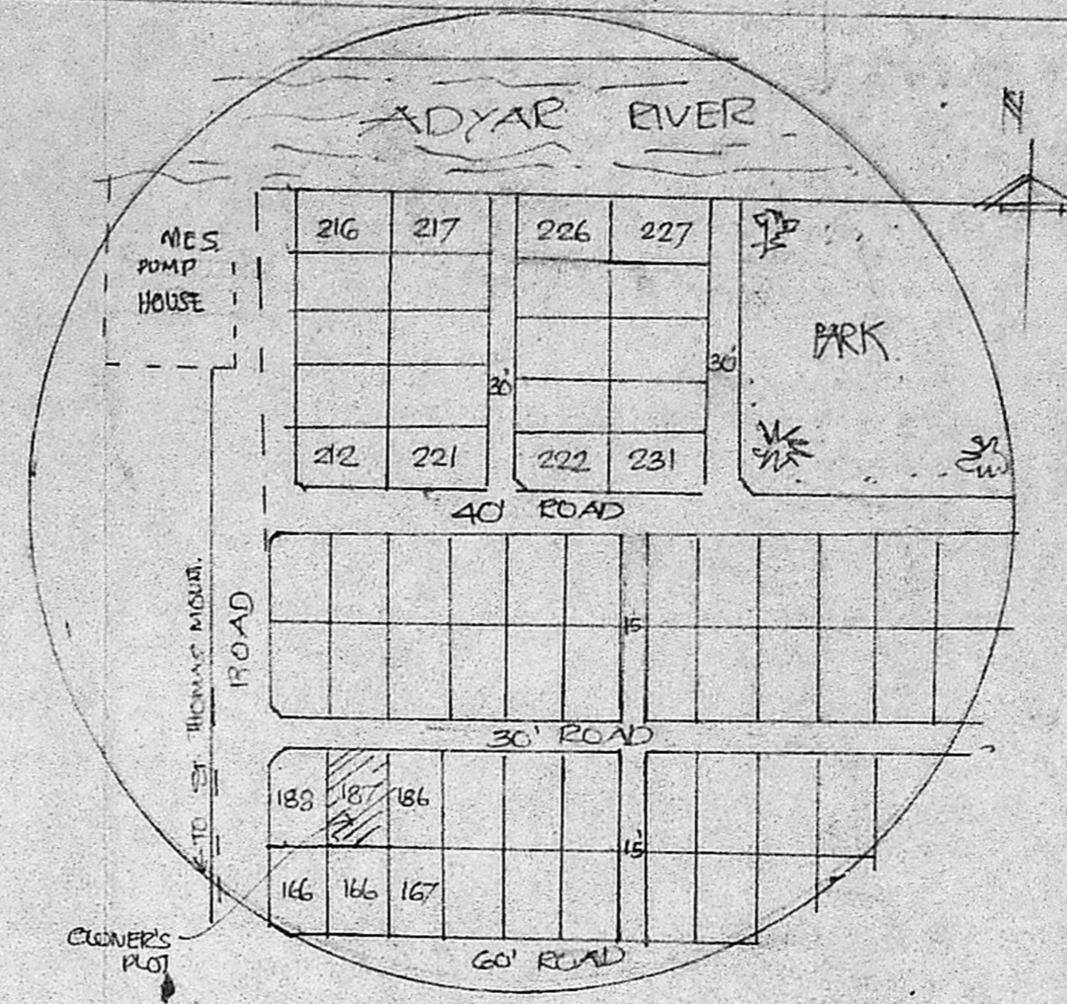 ADYAR RIVER
N
MES
PUMP
HOUSE
216 217 226 227
PARK
30'
30'
212 221 222 231
40' ROAD
15
ROAD
TO ST THOMAS MOUNT.
30' ROAD
188 187 186
15'
166 166 167
OWNER'S
PLOT
60' ROAD